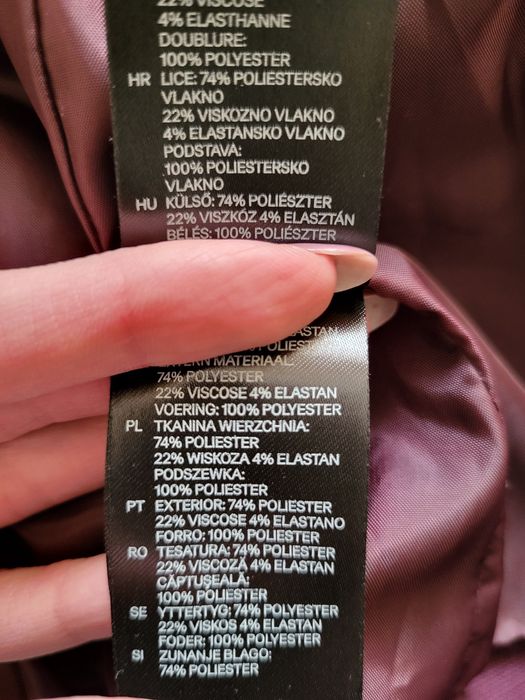 22% VISCOSE
4% ELASTHANNE
DOUBLURE:
100% POLYESTER
HR LICE: 74% POLIESTERSKO
VLAKNO
22% VISKOZNO VLAKNO
4% ELASTANSKO VLAKNO
PODSTAVA:
100% POLIESTERSKO
VLAKNO
HU KÜLSŐ: 74% POLIÉSZTER
22% VISZKÓZ 4% ELASZTÁN
BÉLÉS: 100% POLIÉSZTER
ELASTAN
MATERIAAL:
74% POLYESTER
22% VISCOSE 4% ELASTAN
VOERING: 100% POLYESTER
PL TKANINA WIERZCHNIA:
74% POLIESTER
22% WISKOZA 4% ELASTAN
PODSZEWKA:
100% POLIESTER
PT EXTERIOR: 74% POLIESTER
22% VISCOSE 4% ELASTANO
FORRO: 100% POLIESTER
RO TESATURA: 74% POLIESTER
22% VISCOZĂ 4% ELASTAN
CĂPTUȘEALĂ:
100% POLIESTER
SE YTTERTYG: 74% POLYESTER
22% VISKOS 4% ELASTAN
FODER: 100% POLYESTER
SI ZUNANJE BLAGO:
74% POLIESTER